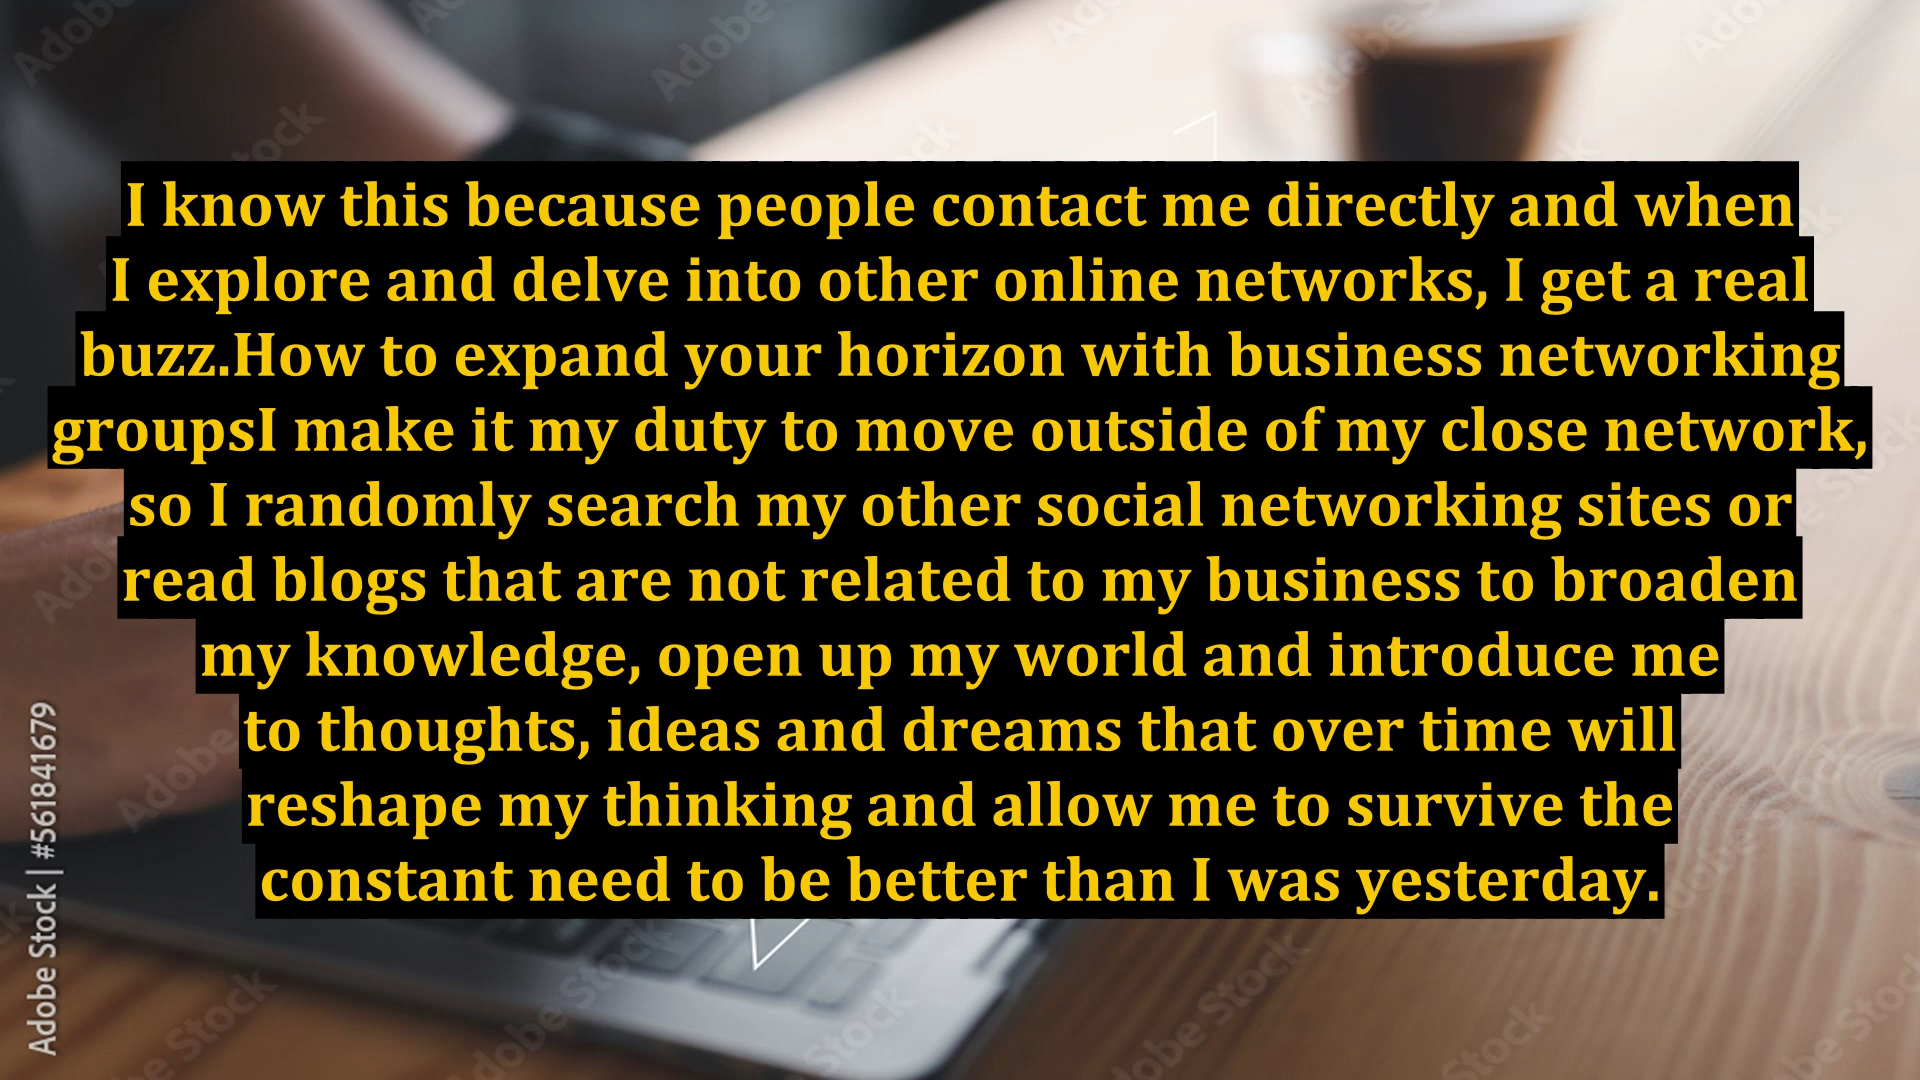 I know this because people contact me directly and when
I explore and delve into other online networks, I get a real
buzz.How to expand your horizon with business networking
groupsI make it my duty to move outside of my close network,
so I randomly search my other social networking sites or
read blogs that are not related to my business to broaden
my knowledge, open up my world and introduce me
to thoughts, ideas and dreams that over time will
reshape my thinking and allow me to survive the
constant need to be better than I was yesterday.
Adobe Stock | #561841679